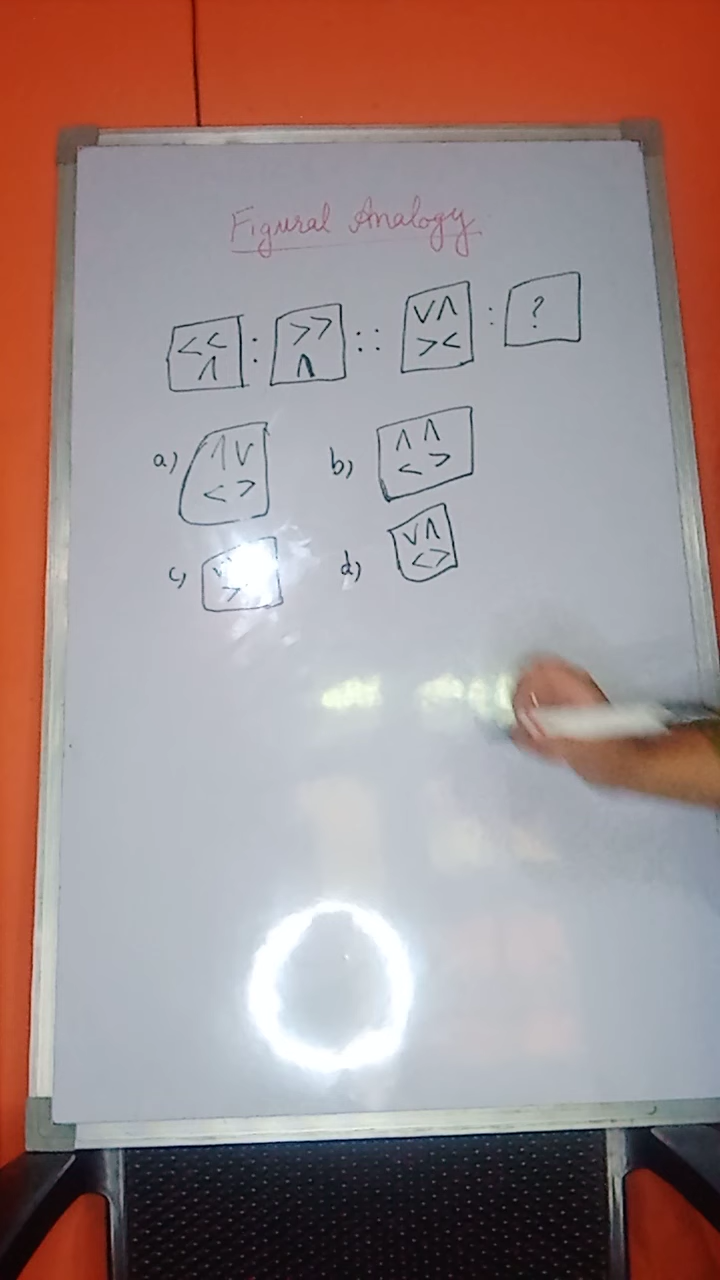 Figural Analogy
<< : >> :: ∨∧ : ?
∧ ∧ ><
a) ∧∨ b) ∧∧
<> <>
c) d) ∨∧
> <>